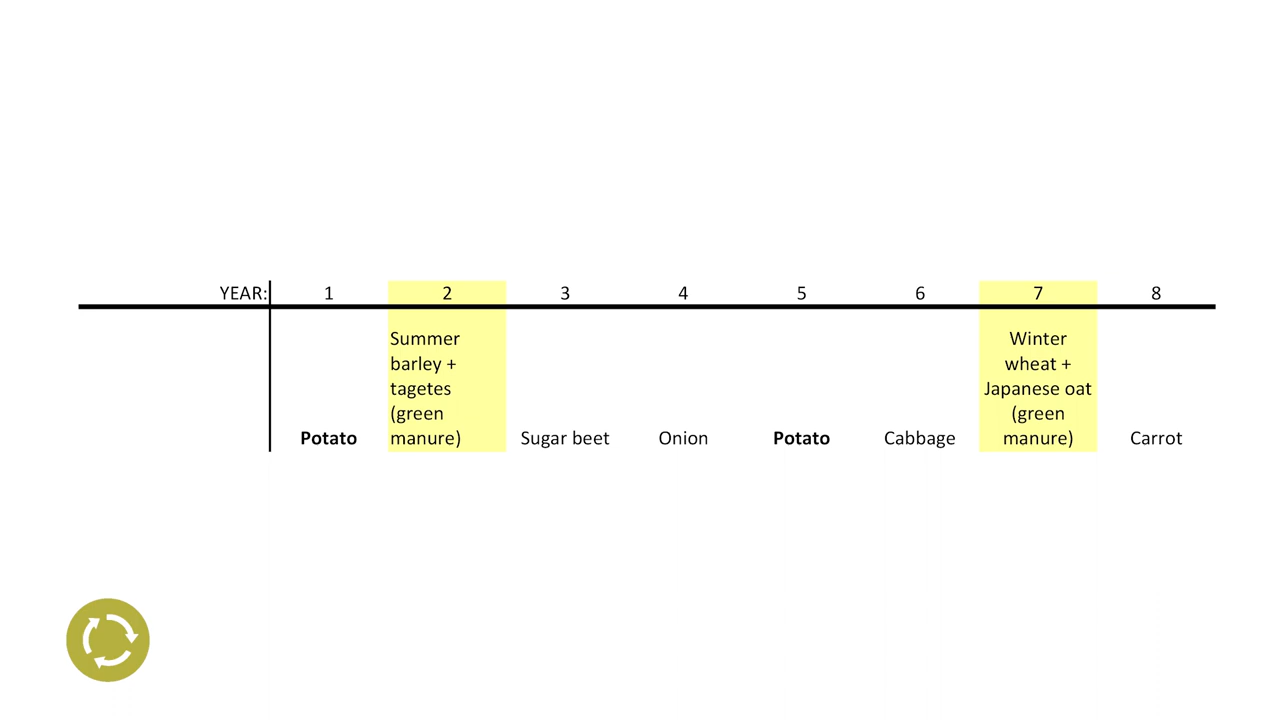 YEAR: 1 2 3 4 5 6 7 8
Summer Winter
barley + wheat +
tagetes Japanese oat
(green (green
Potato manure) Sugar beet Onion Potato Cabbage manure) Carrot